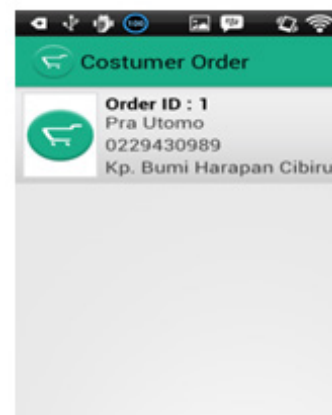 Costumer Order
Order ID : 1
Pra Utomo
0229430989
Kp. Bumi Harapan Cibiru